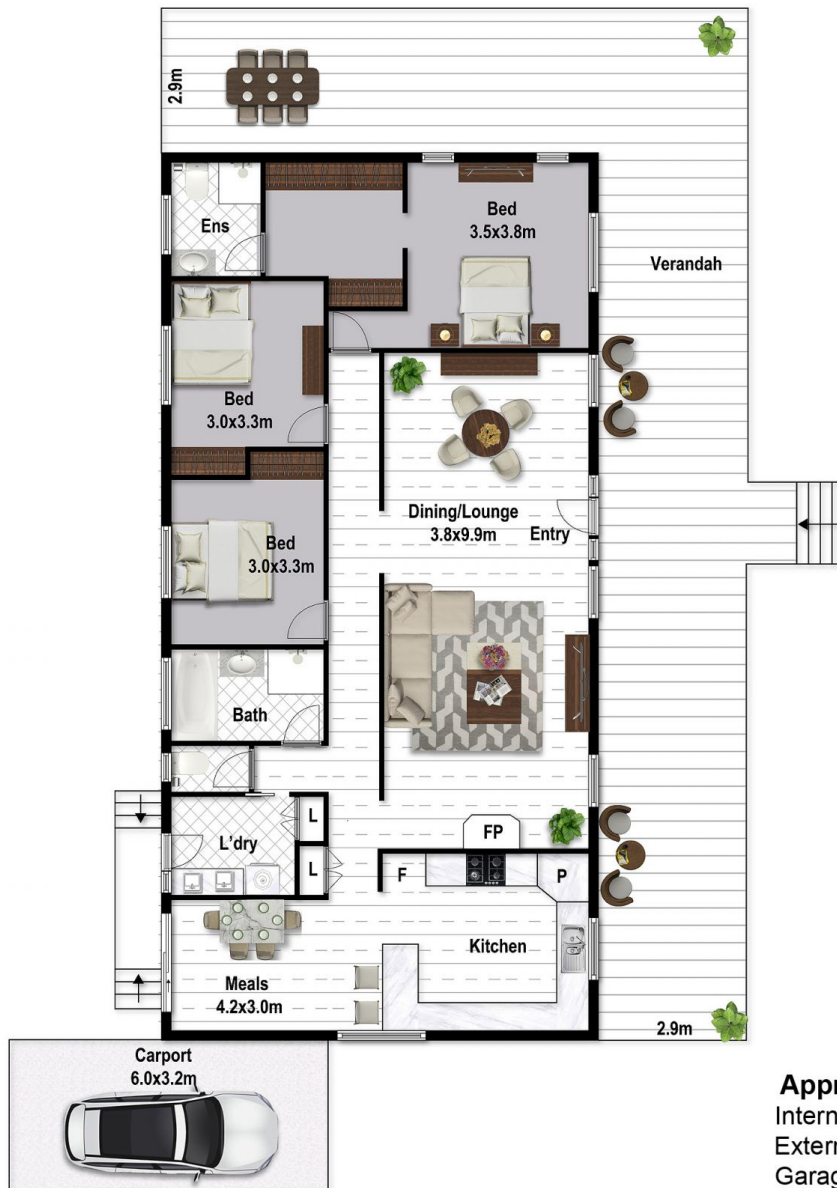 2.9m
Ens
Bed
3.5x3.8m
Verandah
Bed
3.0x3.3m
Dining/Lounge
3.8x9.9m
Entry
Bed
3.0x3.3m
Bath
L'dry
L
L
FP
F
P
Kitchen
Meals
4.2x3.0m
2.9m
Carport
6.0x3.2m